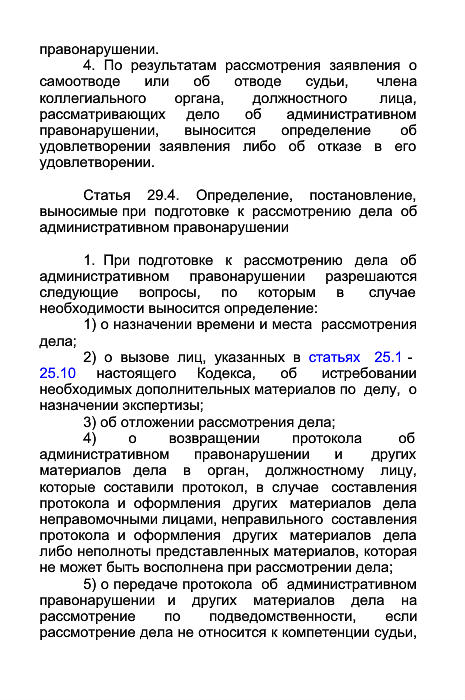 правонарушении.
4. По результатам рассмотрения заявления о
самоотводе или об отводе судьи, члена
коллегиального органа, должностного лица,
рассматривающих дело об административном
правонарушении, выносится определение об
удовлетворении заявления либо об отказе в его
удовлетворении.
Статья 29.4. Определение, постановление,
выносимые при подготовке к рассмотрению дела об
административном правонарушении
1. При подготовке к рассмотрению дела об
административном правонарушении разрешаются
следующие вопросы, по которым в случае
необходимости выносится определение:
1) о назначении времени и места рассмотрения
дела;
2) о вызове лиц, указанных в статьях 25.1 -
25.10 настоящего Кодекса, об истребовании
необходимых дополнительных материалов по делу, о
назначении экспертизы;
3) об отложении рассмотрения дела;
4) о возвращении протокола об
административном правонарушении и других
материалов дела в орган, должностному лицу,
которые составили протокол, в случае составления
протокола и оформления других материалов дела
неправомочными лицами, неправильного составления
протокола и оформления других материалов дела
либо неполноты представленных материалов, которая
не может быть восполнена при рассмотрении дела;
5) о передаче протокола об административном
правонарушении и других материалов дела на
рассмотрение по подведомственности, если
рассмотрение дела не относится к компетенции судьи,